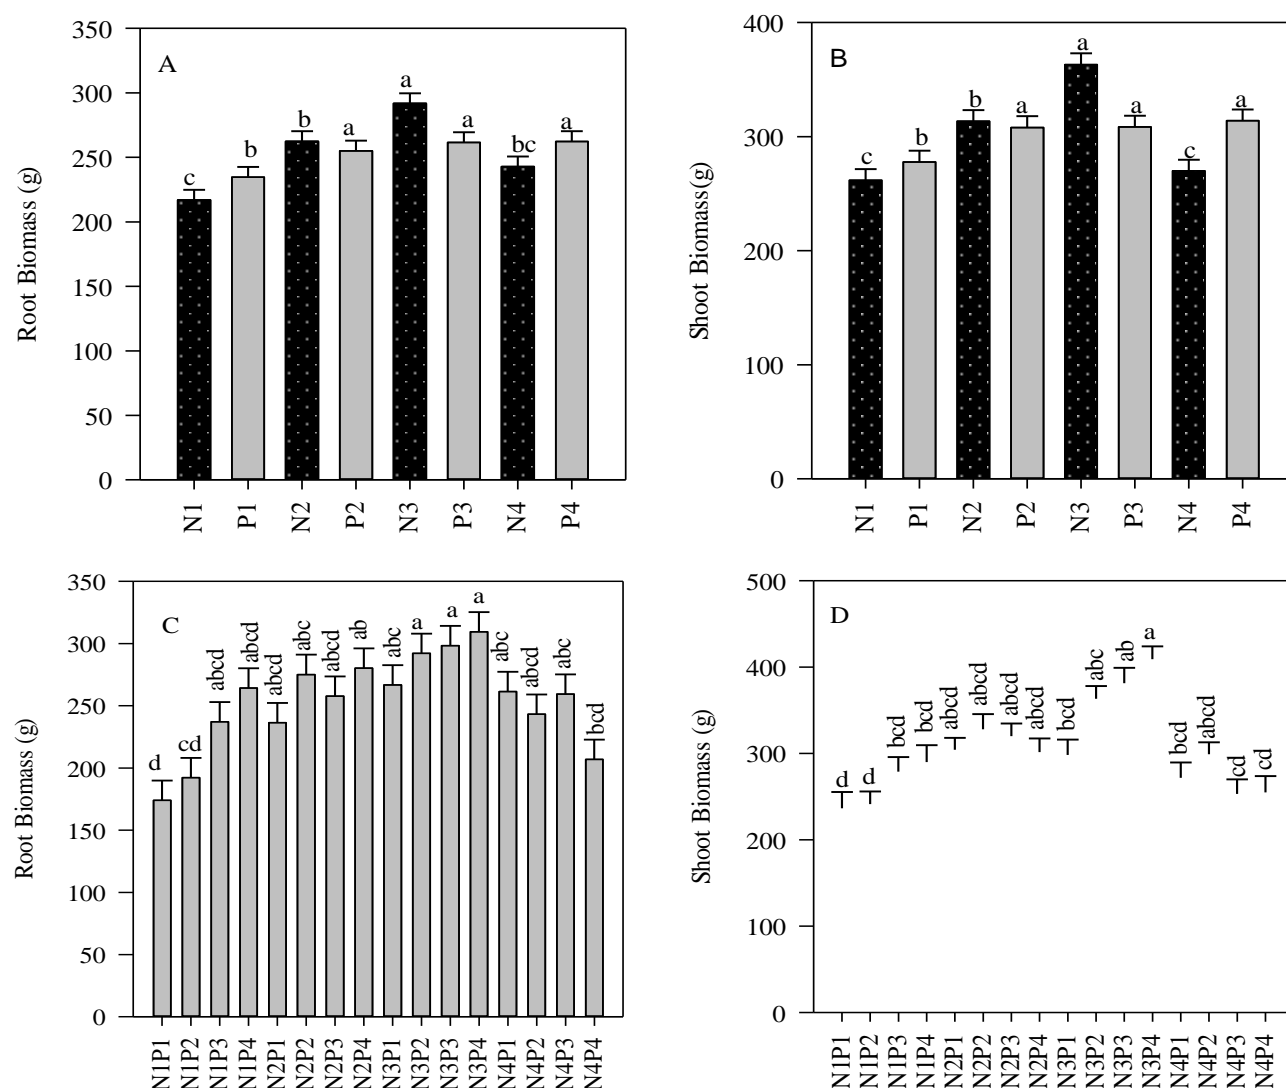 A
Root Biomass (g)
350
300
250
200
150
100
50
0
c
b
b
a
a
a
bc
a
N1
P1
N2
P2
N3
P3
N4
P4
B
Shoot Biomass(g)
400
300
200
100
0
c
b
b
a
a
a
c
a
N1
P1
N2
P2
N3
P3
N4
P4
C
Root Biomass (g)
350
300
250
200
150
100
50
0
d
cd
abcd
abcd
abcd
abc
abcd
ab
abc
a
a
a
abc
abcd
abc
bcd
N1P1
N1P2
N1P3
N1P4
N2P1
N2P2
N2P3
N2P4
N3P1
N3P2
N3P3
N3P4
N4P1
N4P2
N4P3
N4P4
D
Shoot Biomass (g)
500
400
300
200
100
0
d
d
bcd
bcd
abcd
abcd
abcd
abcd
bcd
abc
ab
a
bcd
abcd
cd
cd
N1P1
N1P2
N1P3
N1P4
N2P1
N2P2
N2P3
N2P4
N3P1
N3P2
N3P3
N3P4
N4P1
N4P2
N4P3
N4P4